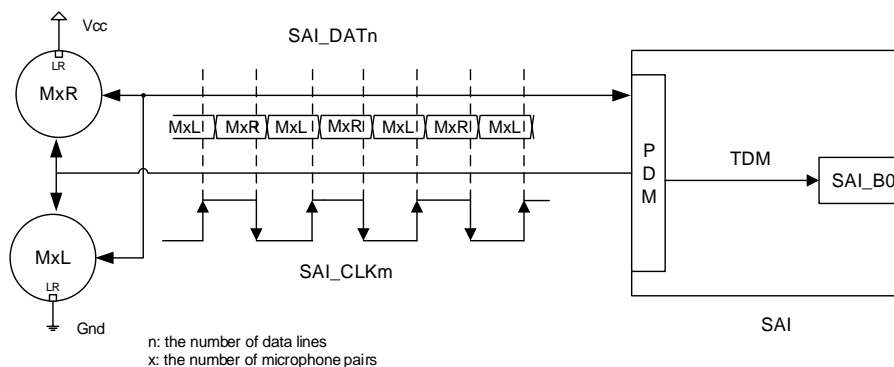 Vcc
LR
MxR
SAI_DATn
MxL MxR MxL MxR MxL MxR MxL
PDM
TDM
SAI_B0
MxL
LR
Gnd
SAI_CLKm
SAI
n: the number of data lines
x: the number of microphone pairs